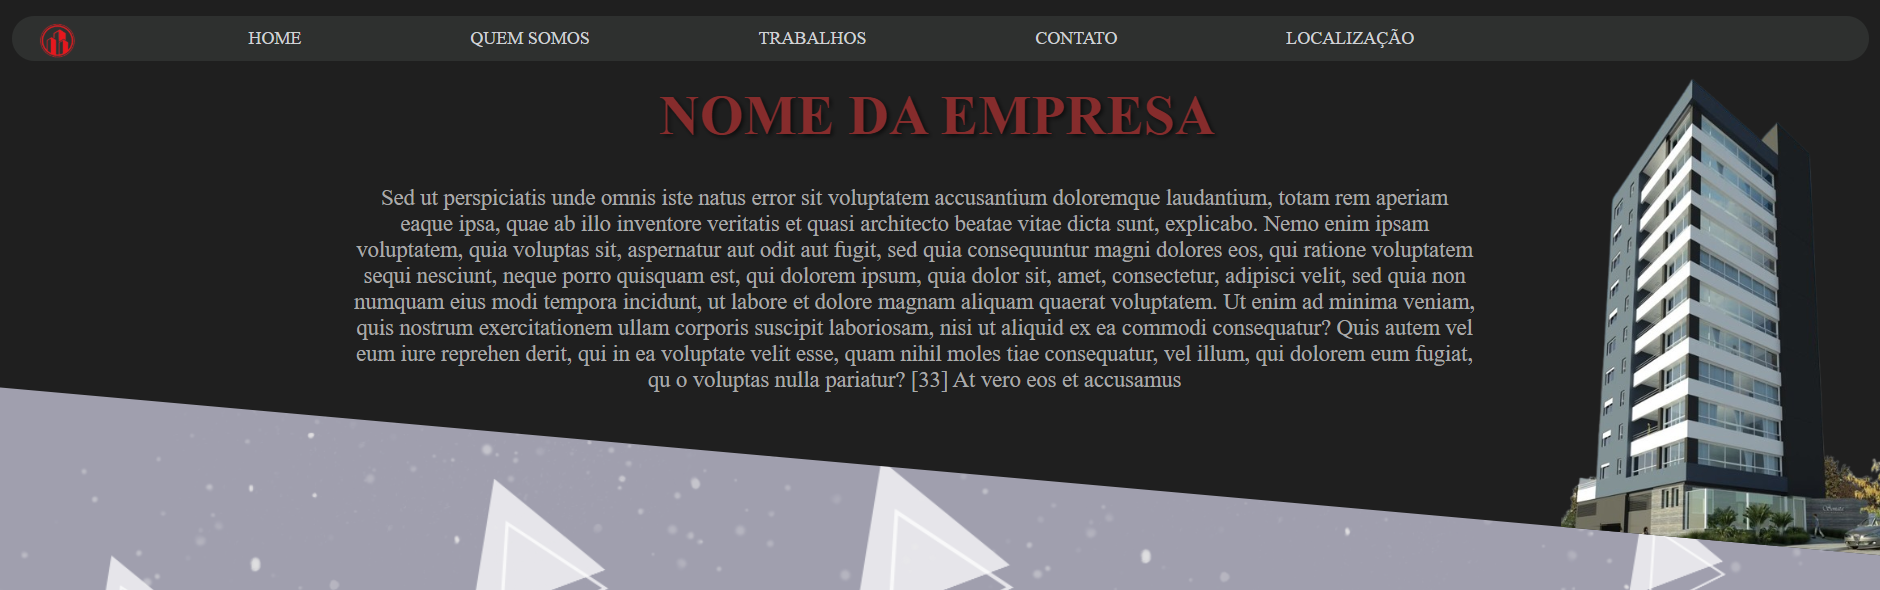 HOME QUEM SOMOS TRABALHOS CONTATO LOCALIZAÇÃO
NOME DA EMPRESA
Sed ut perspiciatis unde omnis iste natus error sit voluptatem accusantium doloremque laudantium, totam rem aperiam
eaque ipsa, quae ab illo inventore veritatis et quasi architecto beatae vitae dicta sunt, explicabo. Nemo enim ipsam
voluptatem, quia voluptas sit, aspernatur aut odit aut fugit, sed quia consequuntur magni dolores eos, qui ratione voluptatem
sequi nesciunt, neque porro quisquam est, qui dolorem ipsum, quia dolor sit, amet, consectetur, adipisci velit, sed quia non
numquam eius modi tempora incidunt, ut labore et dolore magnam aliquam quaerat voluptatem. Ut enim ad minima veniam,
quis nostrum exercitationem ullam corporis suscipit laboriosam, nisi ut aliquid ex ea commodi consequatur? Quis autem vel
eum iure reprehen derit, qui in ea voluptate velit esse, quam nihil moles tiae consequatur, vel illum, qui dolorem eum fugiat,
qu o voluptas nulla pariatur? [33] At vero eos et accusamus